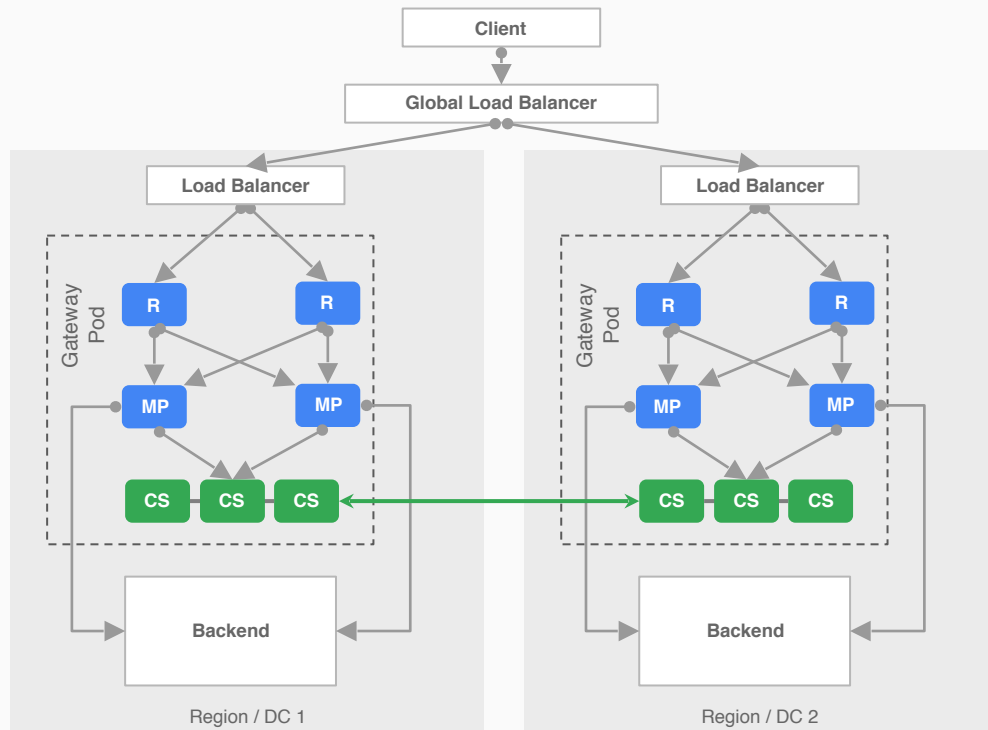 Client
Global Load Balancer
Load Balancer
Load Balancer
Gateway
Pod
R
R
MP
MP
CS
CS
CS
Backend
Region / DC 1
Gateway
Pod
R
R
MP
MP
CS
CS
CS
Backend
Region / DC 2